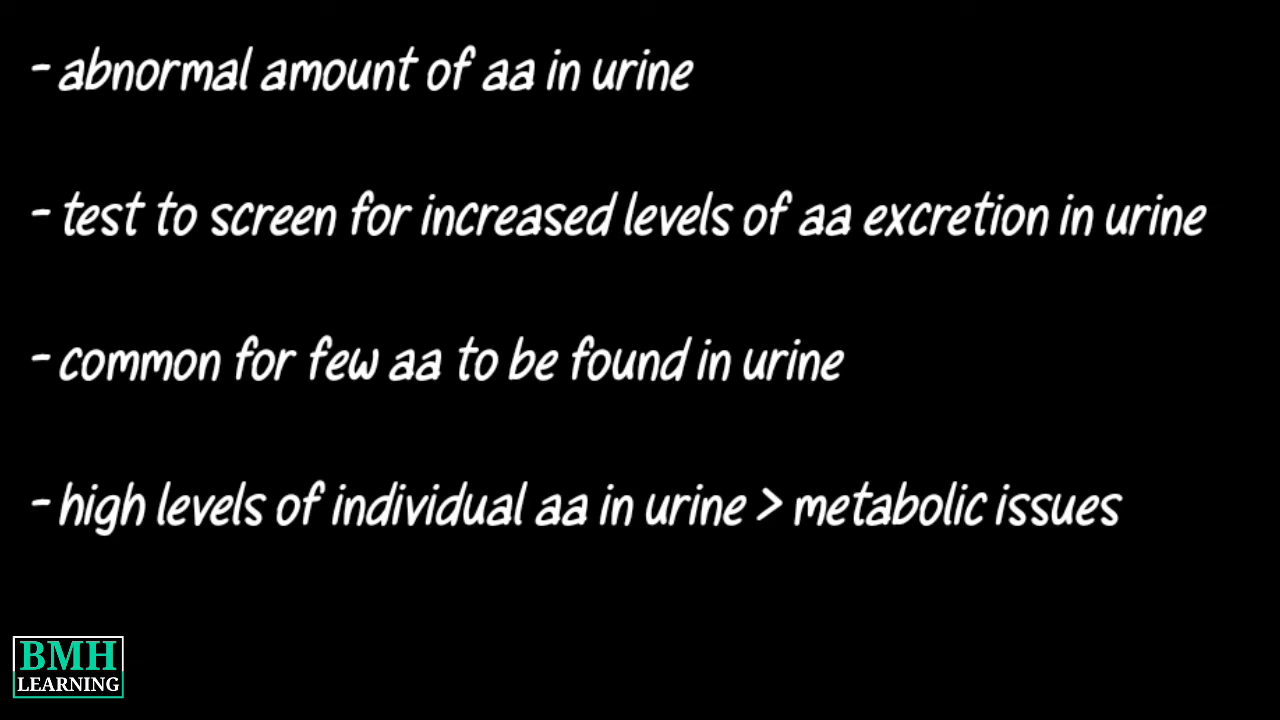 - abnormal amount of aa in urine
- test to screen for increased levels of aa excretion in urine
- common for few aa to be found in urine
- high levels of individual aa in urine > metabolic issues
BMH
LEARNING